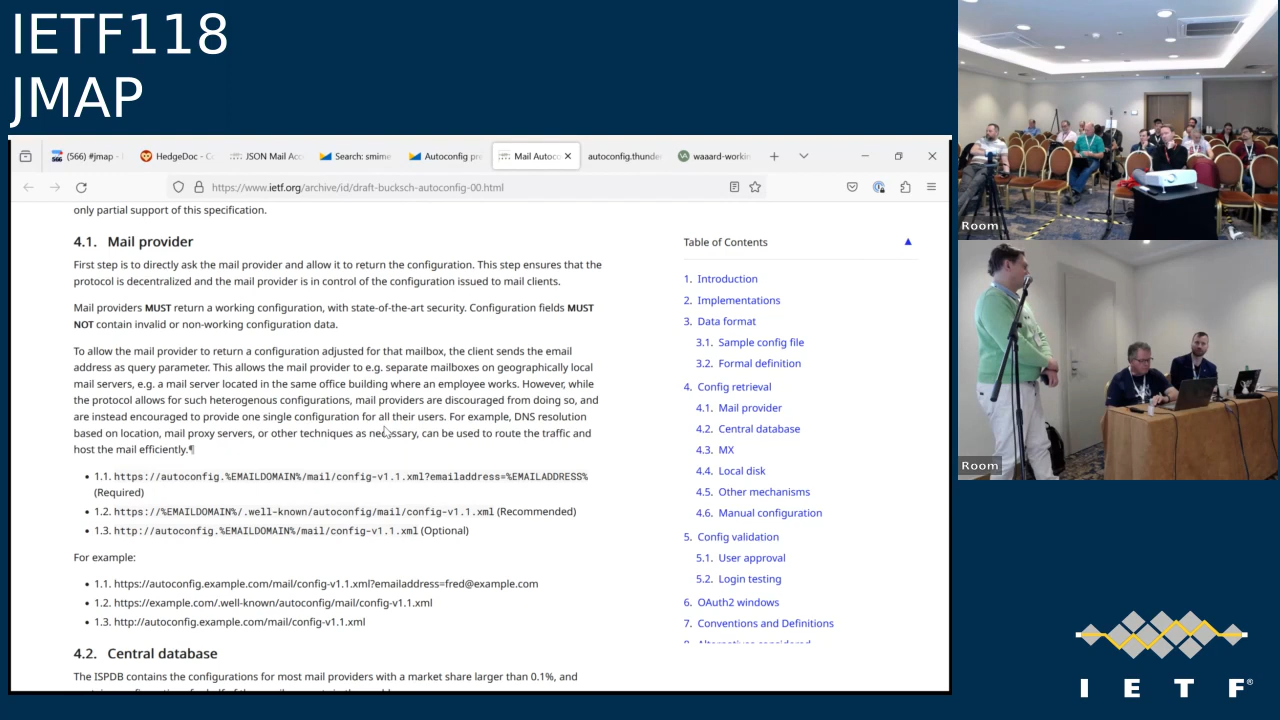 IETF118
JMAP
(566) #jmap -
HedgeDoc - C
JSON Mail Acc
Search: smime
Autoconfig pre
Mail Autoco
autoconfig.thunde
waaard-workin
https://www.ietf.org/archive/id/draft-bucksch-autoconfig-00.html
only partial support of this specification.
4.1. Mail provider
First step is to directly ask the mail provider and allow it to return the configuration. This step ensures that the
protocol is decentralized and the mail provider is in control of the configuration issued to mail clients.
Mail providers MUST return a working configuration, with state-of-the-art security. Configuration fields MUST
NOT contain invalid or non-working configuration data.
To allow the mail provider to return a configuration adjusted for that mailbox, the client sends the email
address as query parameter. This allows the mail provider to e.g. separate mailboxes on geographically local
mail servers, e.g. a mail server located in the same office building where an employee works. However, while
the protocol allows for such heterogenous configurations, mail providers are discouraged from doing so, and
are instead encouraged to provide one single configuration for all their users. For example, DNS resolution
based on location, mail proxy servers, or other techniques as necessary, can be used to route the traffic and
host the mail efficiently.¶
• 1.1. https://autoconfig.%EMAILDOMAIN%/mail/config-v1.1.xml?emailaddress=%EMAILADDRESS%
(Required)
• 1.2. https://%EMAILDOMAIN%/.well-known/autoconfig/mail/config-v1.1.xml (Recommended)
• 1.3. http://autoconfig.%EMAILDOMAIN%/mail/config-v1.1.xml (Optional)
For example:
• 1.1. https://autoconfig.example.com/mail/config-v1.1.xml?emailaddress=fred@example.com
• 1.2. https://example.com/.well-known/autoconfig/mail/config-v1.1.xml
• 1.3. http://autoconfig.example.com/mail/config-v1.1.xml
4.2. Central database
The ISPDB contains the configurations for most mail providers with a market share larger than 0.1%, and
Table of Contents
1. Introduction
2. Implementations
3. Data format
3.1. Sample config file
3.2. Formal definition
4. Config retrieval
4.1. Mail provider
4.2. Central database
4.3. MX
4.4. Local disk
4.5. Other mechanisms
4.6. Manual configuration
5. Config validation
5.1. User approval
5.2. Login testing
6. OAuth2 windows
7. Conventions and Definitions
8. Alternatives considered
Room
Room
I E T F®